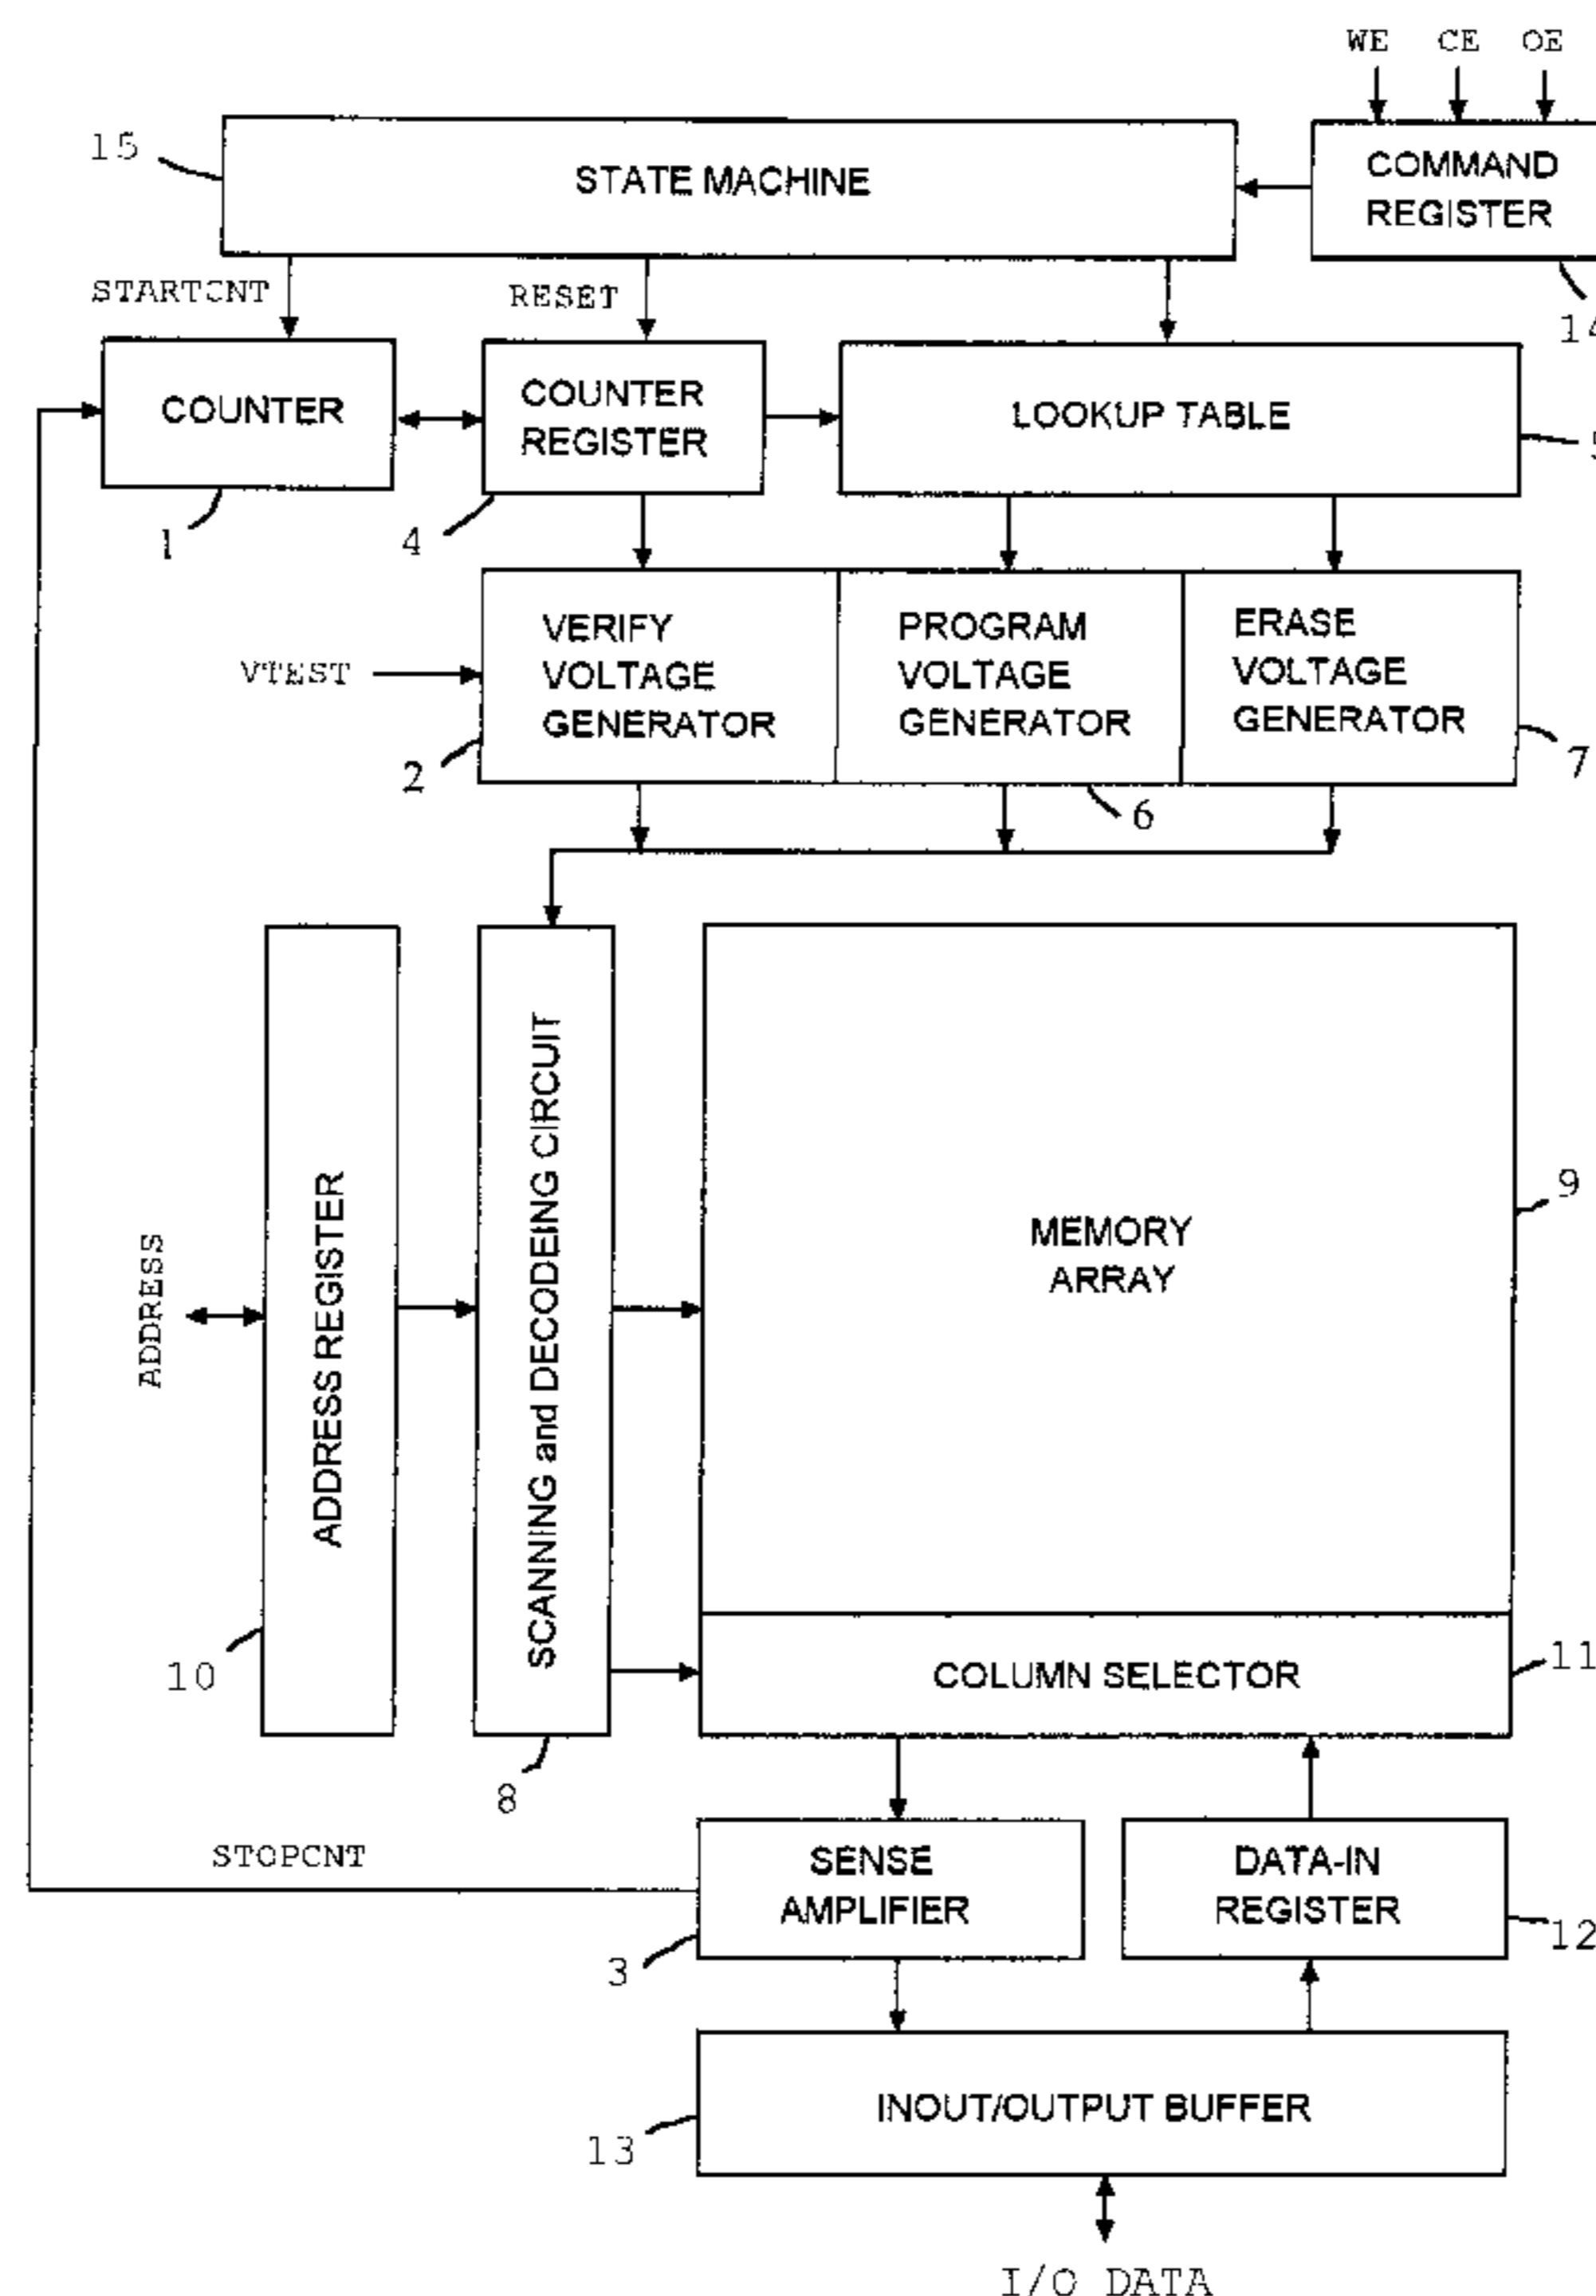 WE CE OE
15
STATE MACHINE
COMMAND
REGISTER
STARTCNT
RESET
14
COUNTER
COUNTER
REGISTER
LOOKUP TABLE
1
4
VTEST
VERIFY
VOLTAGE
GENERATOR
PROGRAM
VOLTAGE
GENERATOR
ERASE
VOLTAGE
GENERATOR
2
6
7
ADDRESS
ADDRESS REGISTER
SCANNING and DECODEING CIRCUIT
MEMORY
ARRAY
9
10
COLUMN SELECTOR
11
8
STOPCNT
SENSE
AMPLIFIER
DATA-IN
REGISTER
3
12
INOUT/OUTPUT BUFFER
13
I/O DATA